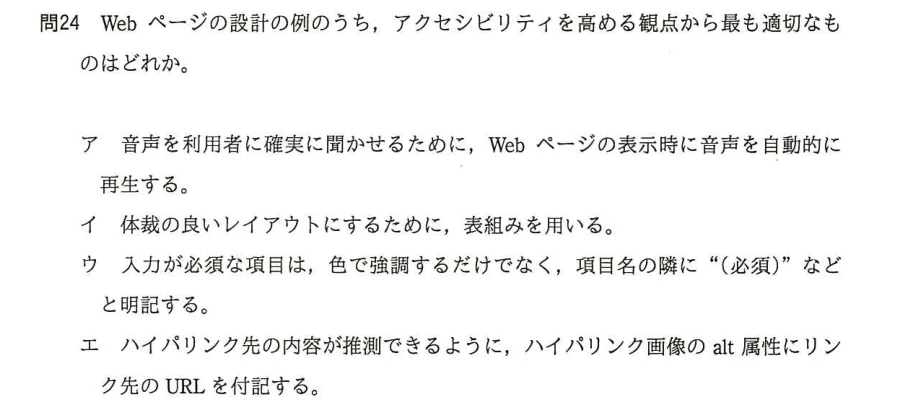 問24 Web ページの設計の例のうち，アクセシビリティを高める観点から最も適切なも
のはどれか。
ア 音声を利用者に確実に聞かせるために，Web ページの表示時に音声を自動的に
再生する。
イ 体裁の良いレイアウトにするために，表組みを用いる。
ウ 入力が必須な項目は，色で強調するだけでなく，項目名の隣に“（必須）”など
と明記する。
エ ハイパリンク先の内容が推測できるように，ハイパリンク画像の alt 属性にリン
ク先の URL を付記する。